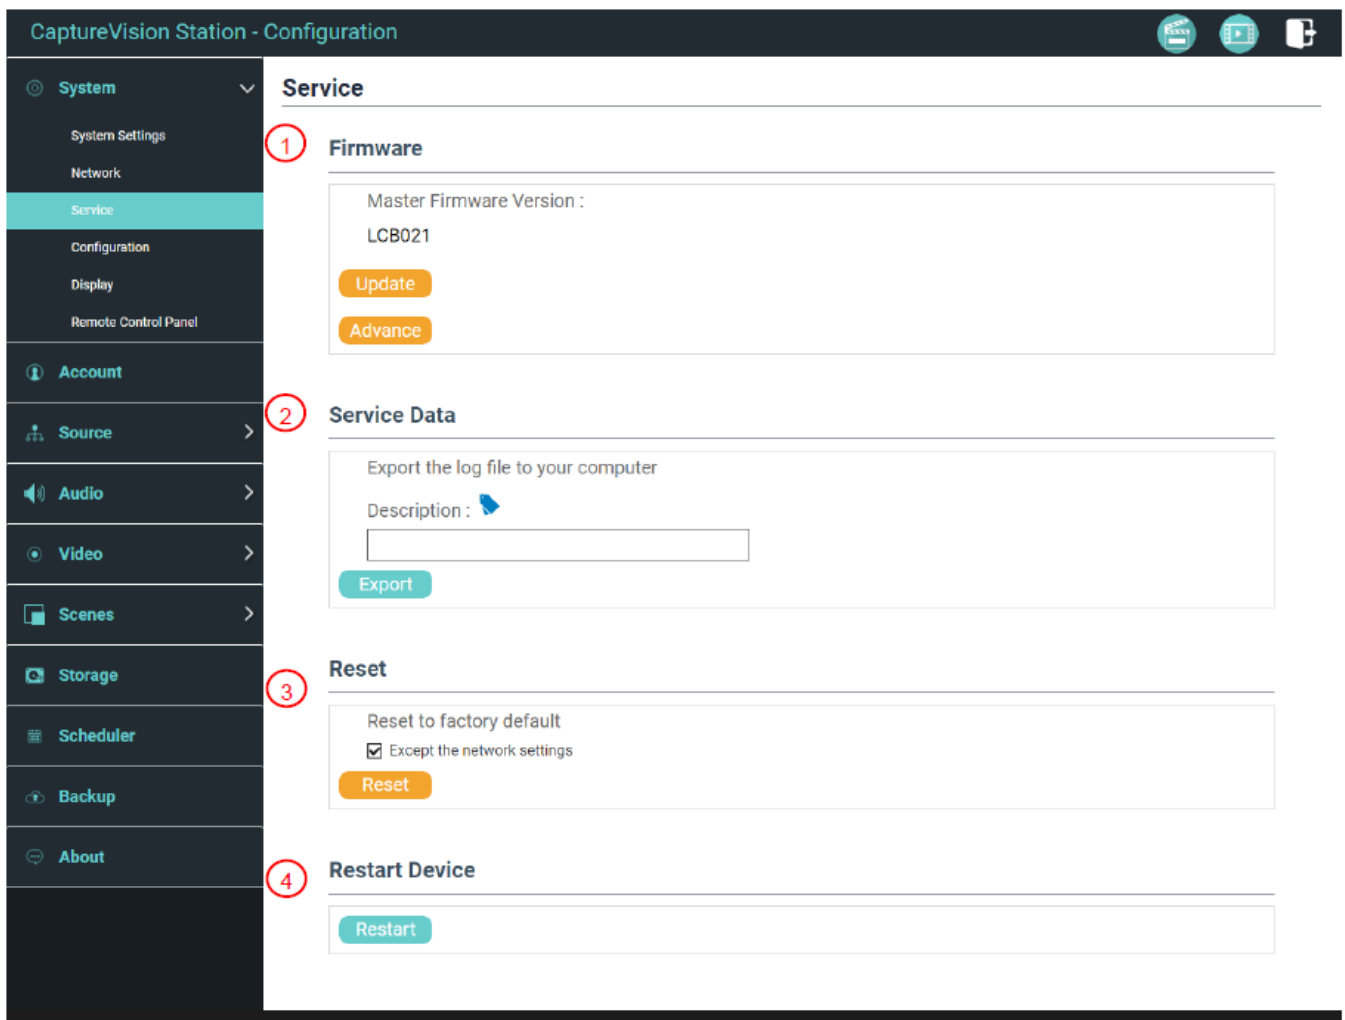 CaptureVision Station - Configuration
System
System Settings
Network
Service
Configuration
Display
Remote Control Panel
Account
Source
Audio
Video
Scenes
Storage
Scheduler
Backup
About
Service
1
Firmware
Master Firmware Version :
LCB021
Update
Advance
2
Service Data
Export the log file to your computer
Description :
Export
3
Reset
Reset to factory default
Except the network settings
Reset
4
Restart Device
Restart